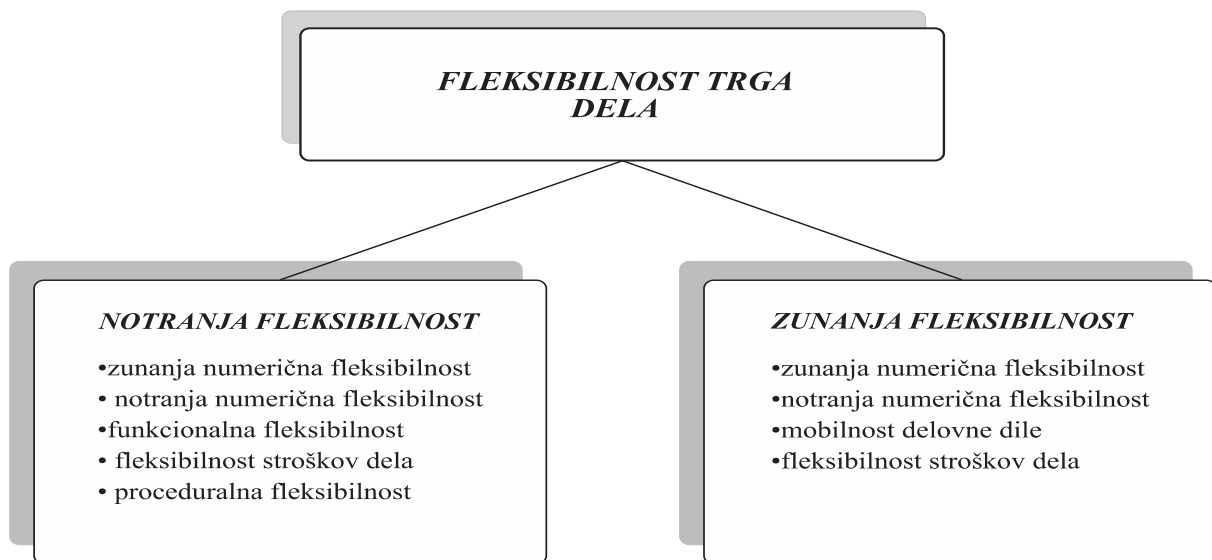 FLEKSIBILNOST TRGA
DELA
NOTRANJA FLEKSIBILNOST
•zunanja numerična fleksibilnost
• notranja numerična fleksibilnost
•funkcionalna fleksibilnost
• fleksibilnost stroškov dela
• proceduralna fleksibilnost
ZUNANJA FLEKSIBILNOST
•zunanja numerična fleksibilnost
•notranja numerična fleksibilnost
•mobilnost delovne dile
•fleksibilnost stroškov dela